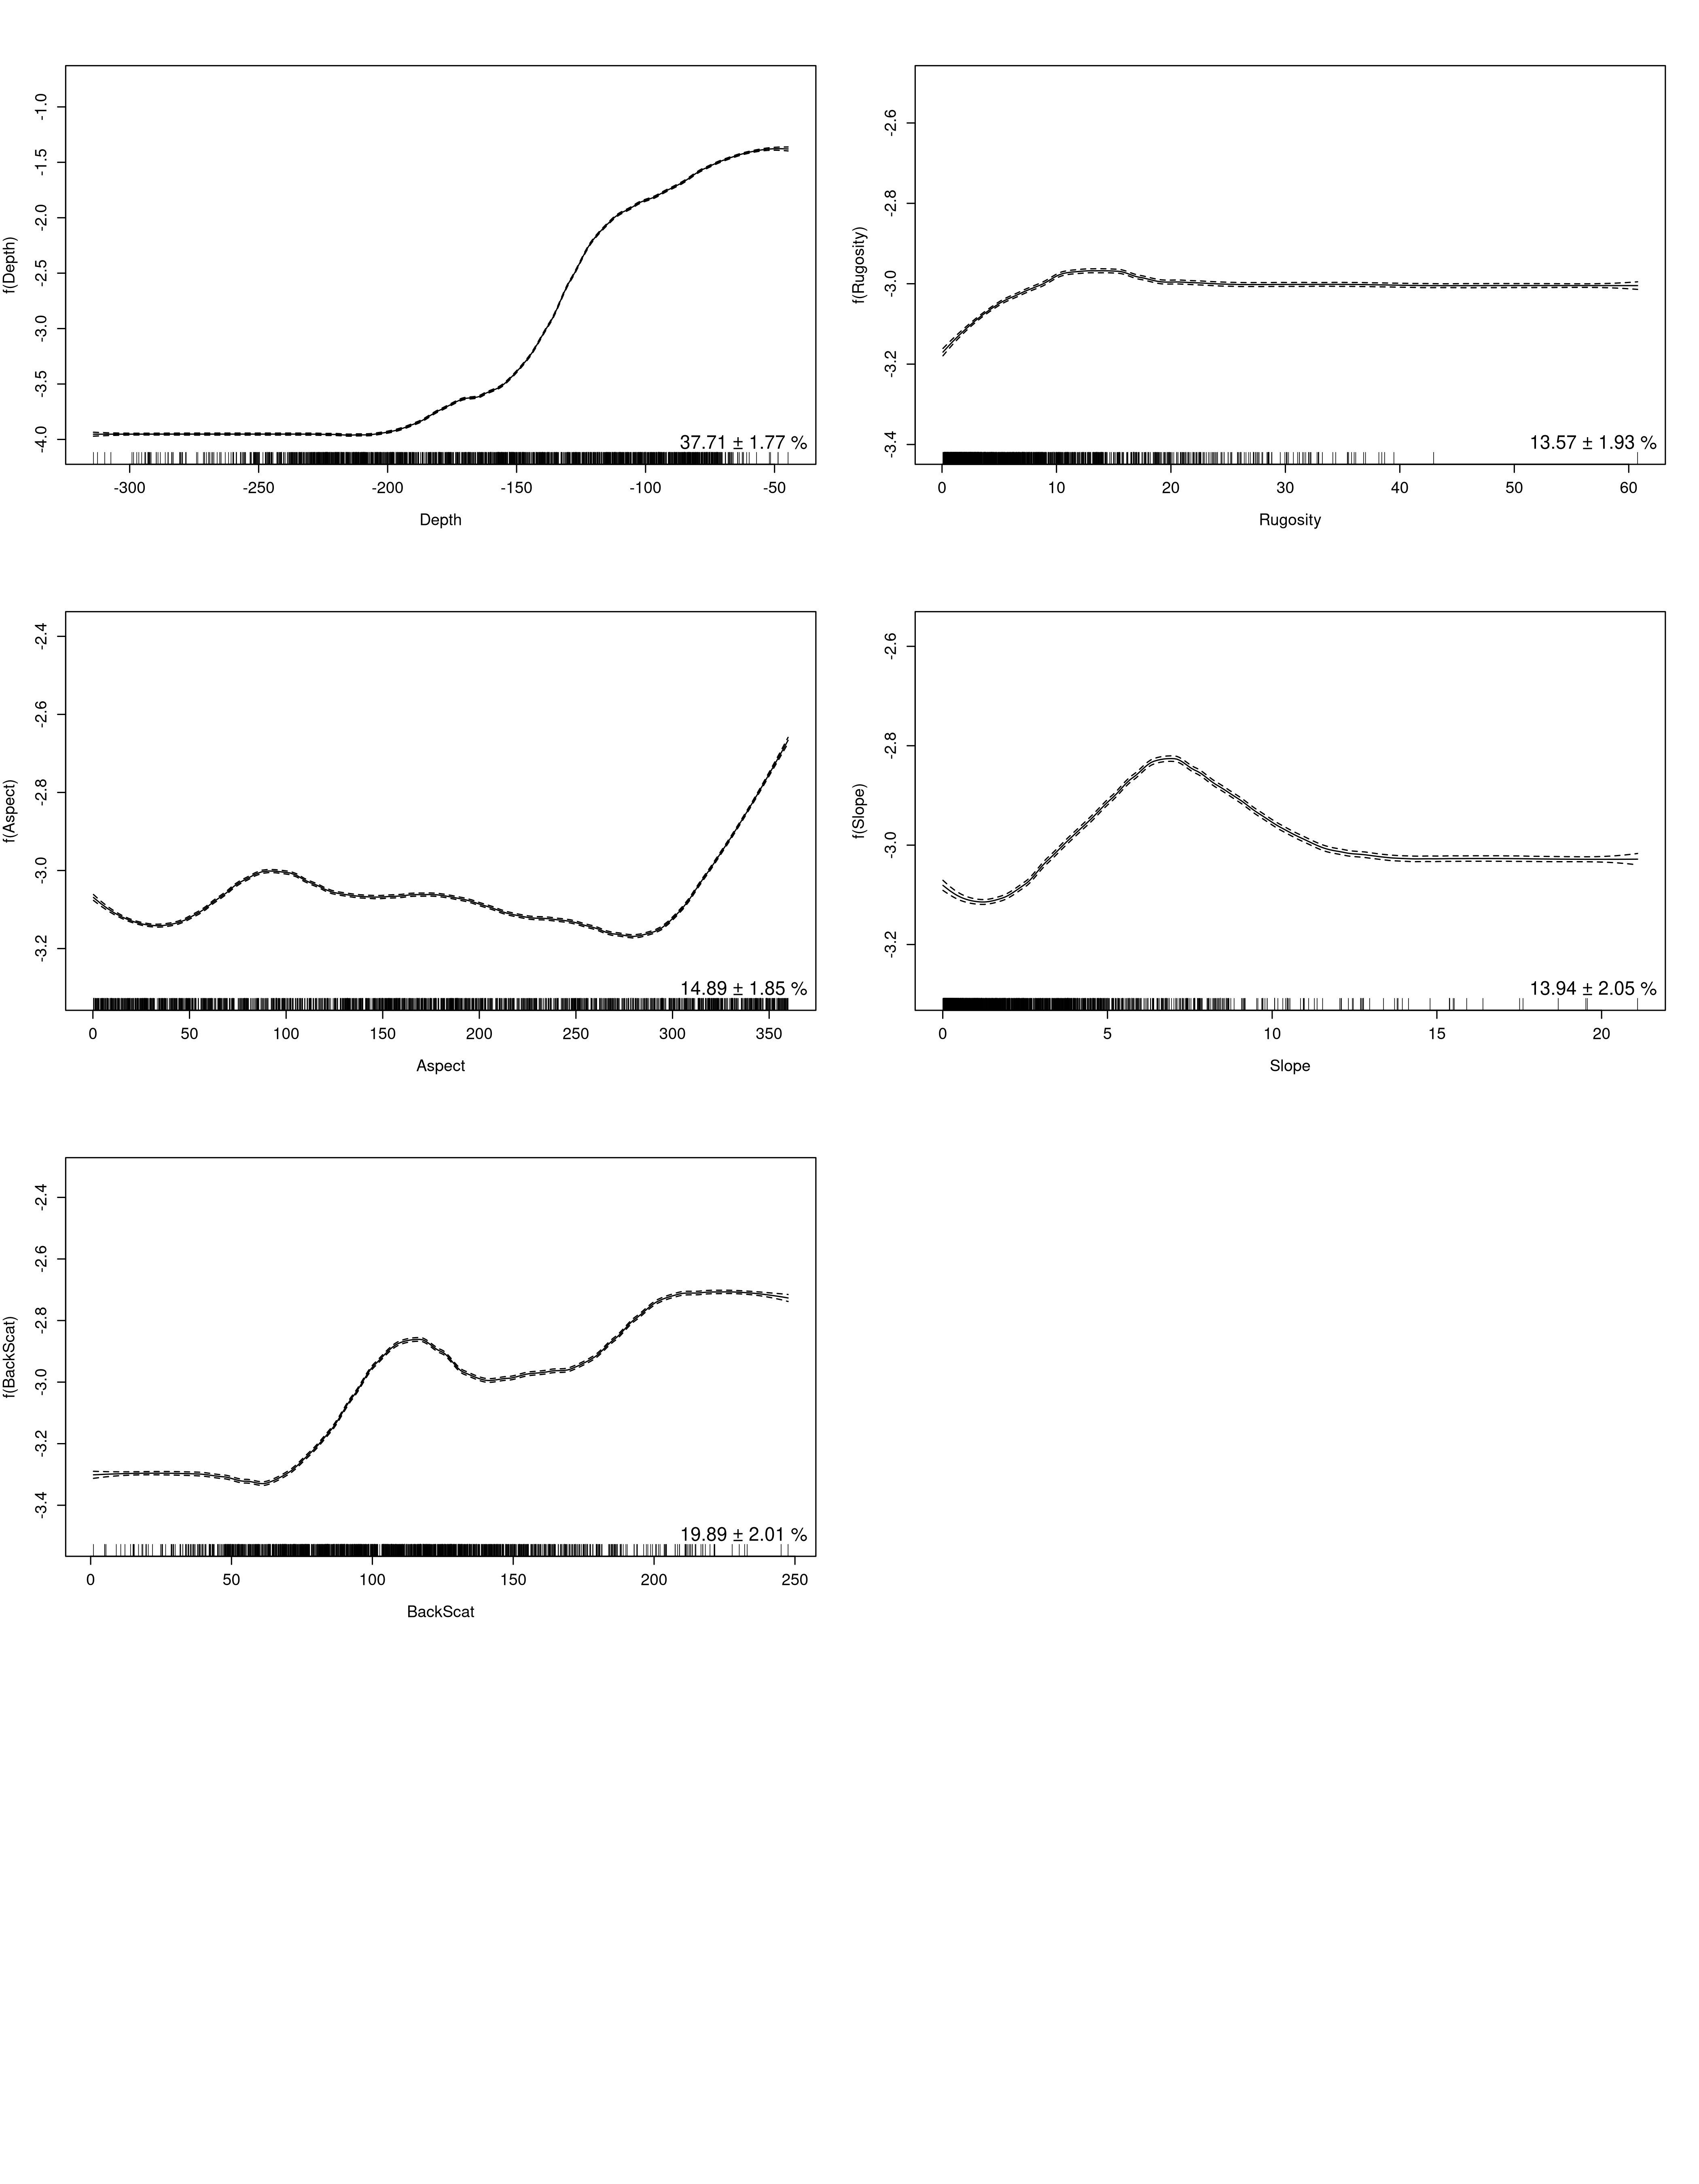 f(Depth)
-1.0
-1.5
-2.0
-2.5
-3.0
-3.5
-4.0
37.71 ± 1.77 %
-300 -250 -200 -150 -100 -50
Depth
f(Rugosity)
-2.6
-2.8
-3.0
-3.2
-3.4
13.57 ± 1.93 %
0 10 20 30 40 50 60
Rugosity
f(Aspect)
-2.4
-2.6
-2.8
-3.0
-3.2
14.89 ± 1.85 %
0 50 100 150 200 250 300 350
Aspect
f(Slope)
-2.6
-2.8
-3.0
-3.2
13.94 ± 2.05 %
0 5 10 15 20
Slope
f(BackScat)
-2.4
-2.6
-2.8
-3.0
-3.2
-3.4
19.89 ± 2.01 %
0 50 100 150 200 250
BackScat